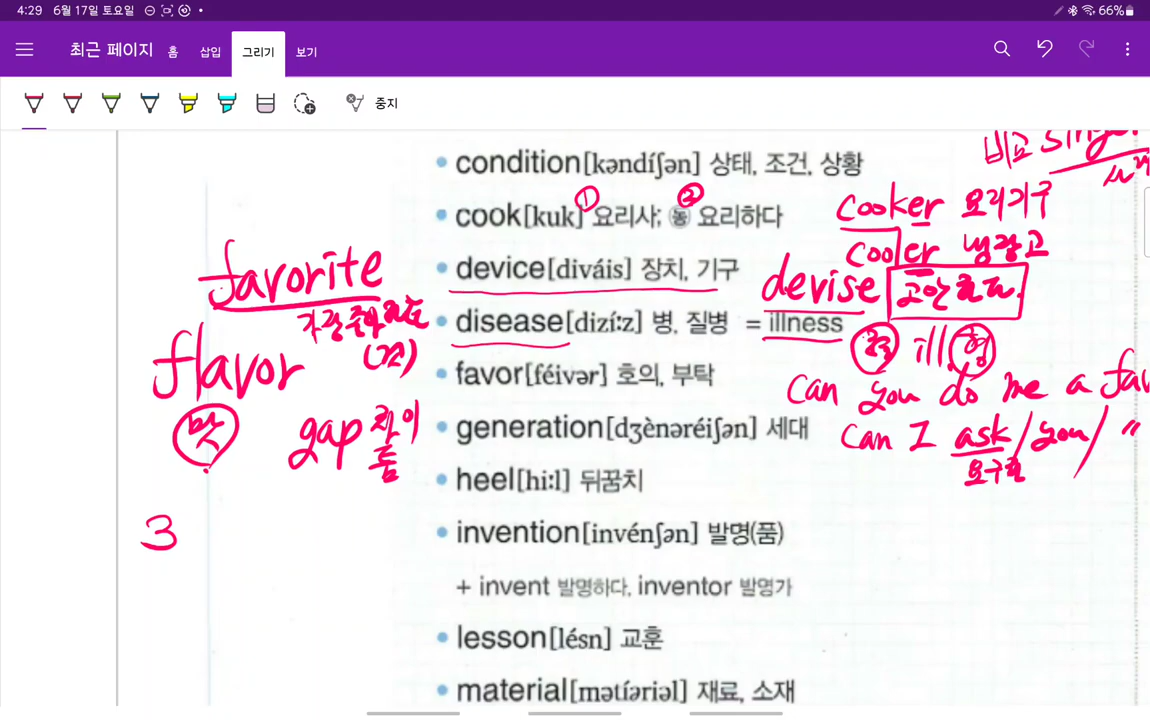 4:29 6월 17일 토요일 66%
최근 페이지 홈 삽입 그리기 보기
중지
condition[kəndíʃən] 상태, 조건, 상황
비교
cook[kuk] ① 요리사; 동 ② 요리하다
cooker 요리기구
cooler 냉장고
device[diváis] 장치, 기구
devise 고안하다.
favorite
가장
(것)
disease[dizíːz] 병, 질병 = illness
ill 형
flavor
맛
favor[féivər] 호의, 부탁
Can you do me a fav
generation[dʒènəréiʃən] 세대
gap 차이
틈
Can I ask/you/ "
요구
heel[hiːl] 뒤꿈치
3
invention[invénʃən] 발명(품)
+ invent 발명하다, inventor 발명가
lesson[lésn] 교훈
material[mətíəriəl] 재료, 소재